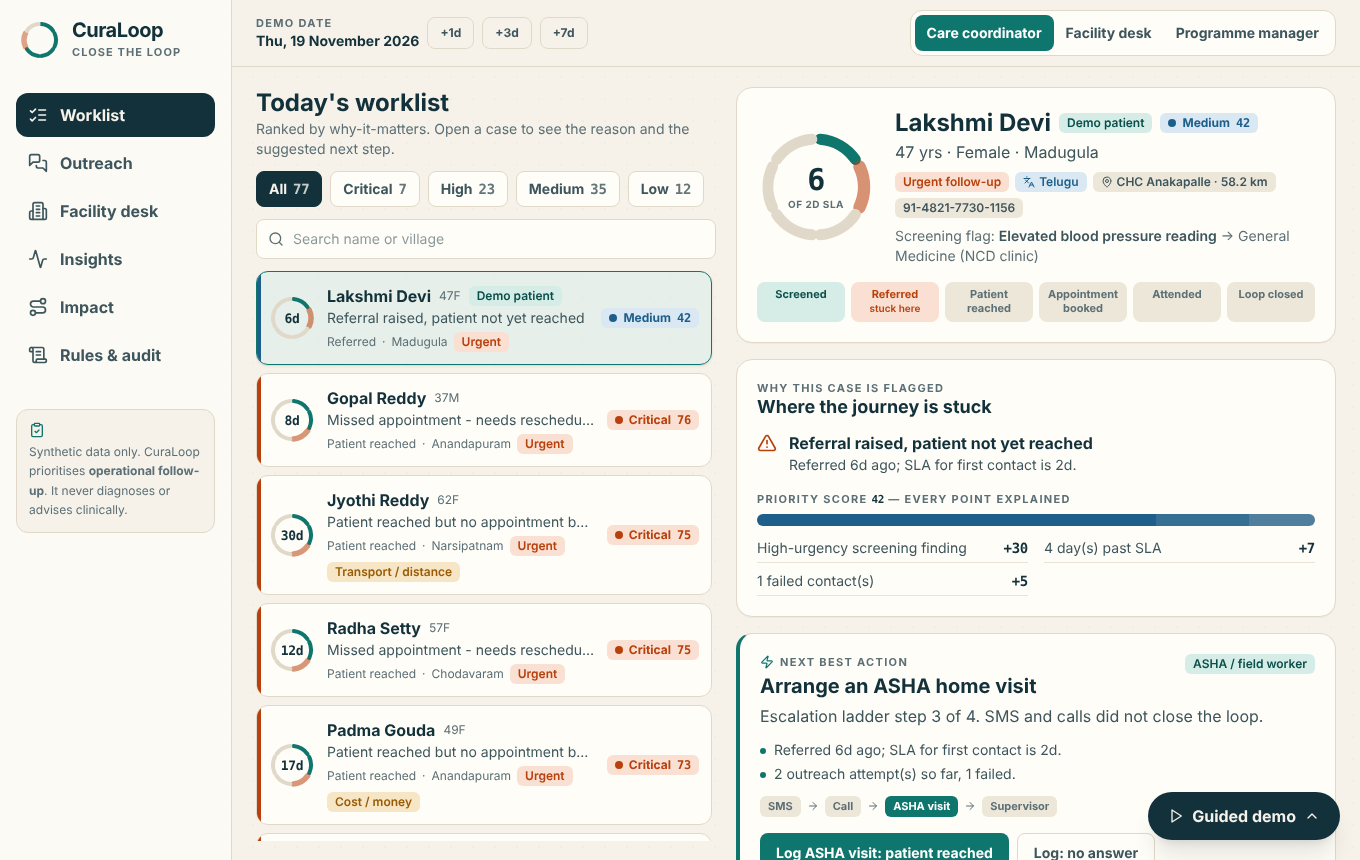 CuraLoop
CLOSE THE LOOP
Worklist
Outreach
Facility desk
Insights
Impact
Rules & audit
Synthetic data only. CuraLoop
prioritises operational follow-
up. It never diagnoses or
advises clinically.
DEMO DATE
Thu, 19 November 2026
+1d
+3d
+7d
Care coordinator
Facility desk
Programme manager
Today's worklist
Ranked by why-it-matters. Open a case to see the reason and the
suggested next step.
All 77
Critical 7
High 23
Medium 35
Low 12
Search name or village
6d
Lakshmi Devi 47F Demo patient
Referral raised, patient not yet reached
Medium 42
Referred · Madugula Urgent
8d
Gopal Reddy 37M
Missed appointment - needs reschedu...
Critical 76
Patient reached · Anandapuram Urgent
30d
Jyothi Reddy 62F
Patient reached but no appointment b...
Critical 75
Patient reached · Narsipatnam Urgent
Transport / distance
12d
Radha Setty 57F
Missed appointment - needs reschedu...
Critical 75
Patient reached · Chodavaram Urgent
17d
Padma Gouda 49F
Patient reached but no appointment b...
Critical 73
Patient reached · Anandapuram Urgent
Cost / money
6
OF 2D SLA
Lakshmi Devi Demo patient Medium 42
47 yrs · Female · Madugula
Urgent follow-up Telugu CHC Anakapalle · 58.2 km
91-4821-7730-1156
Screening flag: Elevated blood pressure reading → General
Medicine (NCD clinic)
Screened
Referred
stuck here
Patient
reached
Appointment
booked
Attended
Loop closed
WHY THIS CASE IS FLAGGED
Where the journey is stuck
Referral raised, patient not yet reached
Referred 6d ago; SLA for first contact is 2d.
PRIORITY SCORE 42 — EVERY POINT EXPLAINED
High-urgency screening finding +30
4 day(s) past SLA +7
1 failed contact(s) +5
NEXT BEST ACTION
ASHA / field worker
Arrange an ASHA home visit
Escalation ladder step 3 of 4. SMS and calls did not close the loop.
Referred 6d ago; SLA for first contact is 2d.
2 outreach attempt(s) so far, 1 failed.
SMS → Call → ASHA visit → Supervisor
Guided demo
Log ASHA visit: patient reached
Log: no answer